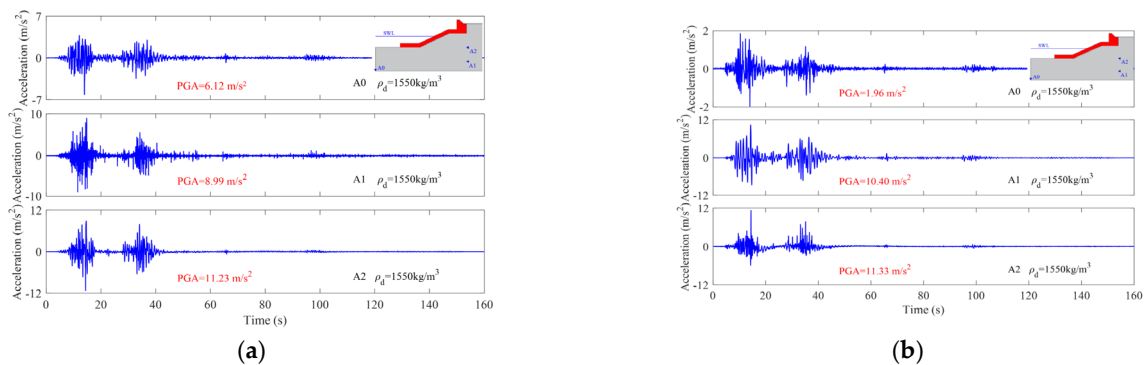 Acceleration (m/s²)
7
0
-7
SWL
A2
A1
A0
PGA=6.12 m/s²
A0 ρd=1550kg/m³
Acceleration (m/s²)
10
0
-10
PGA=8.99 m/s²
A1 ρd=1550kg/m³
Acceleration (m/s²)
12
0
-12
PGA=11.23 m/s²
A2 ρd=1550kg/m³
0 20 40 60 80 100 120 140 160
Time (s)
(a)
Acceleration (m/s²)
2
0
-2
SWL
A2
A1
A0
PGA=1.96 m/s²
A0 ρd=1550kg/m³
Acceleration (m/s²)
12
0
-12
PGA=10.40 m/s²
A1 ρd=1550kg/m³
Acceleration (m/s²)
12
0
-12
PGA=11.33 m/s²
A2 ρd=1550kg/m³
0 20 40 60 80 100 120 140 160
Time (s)
(b)